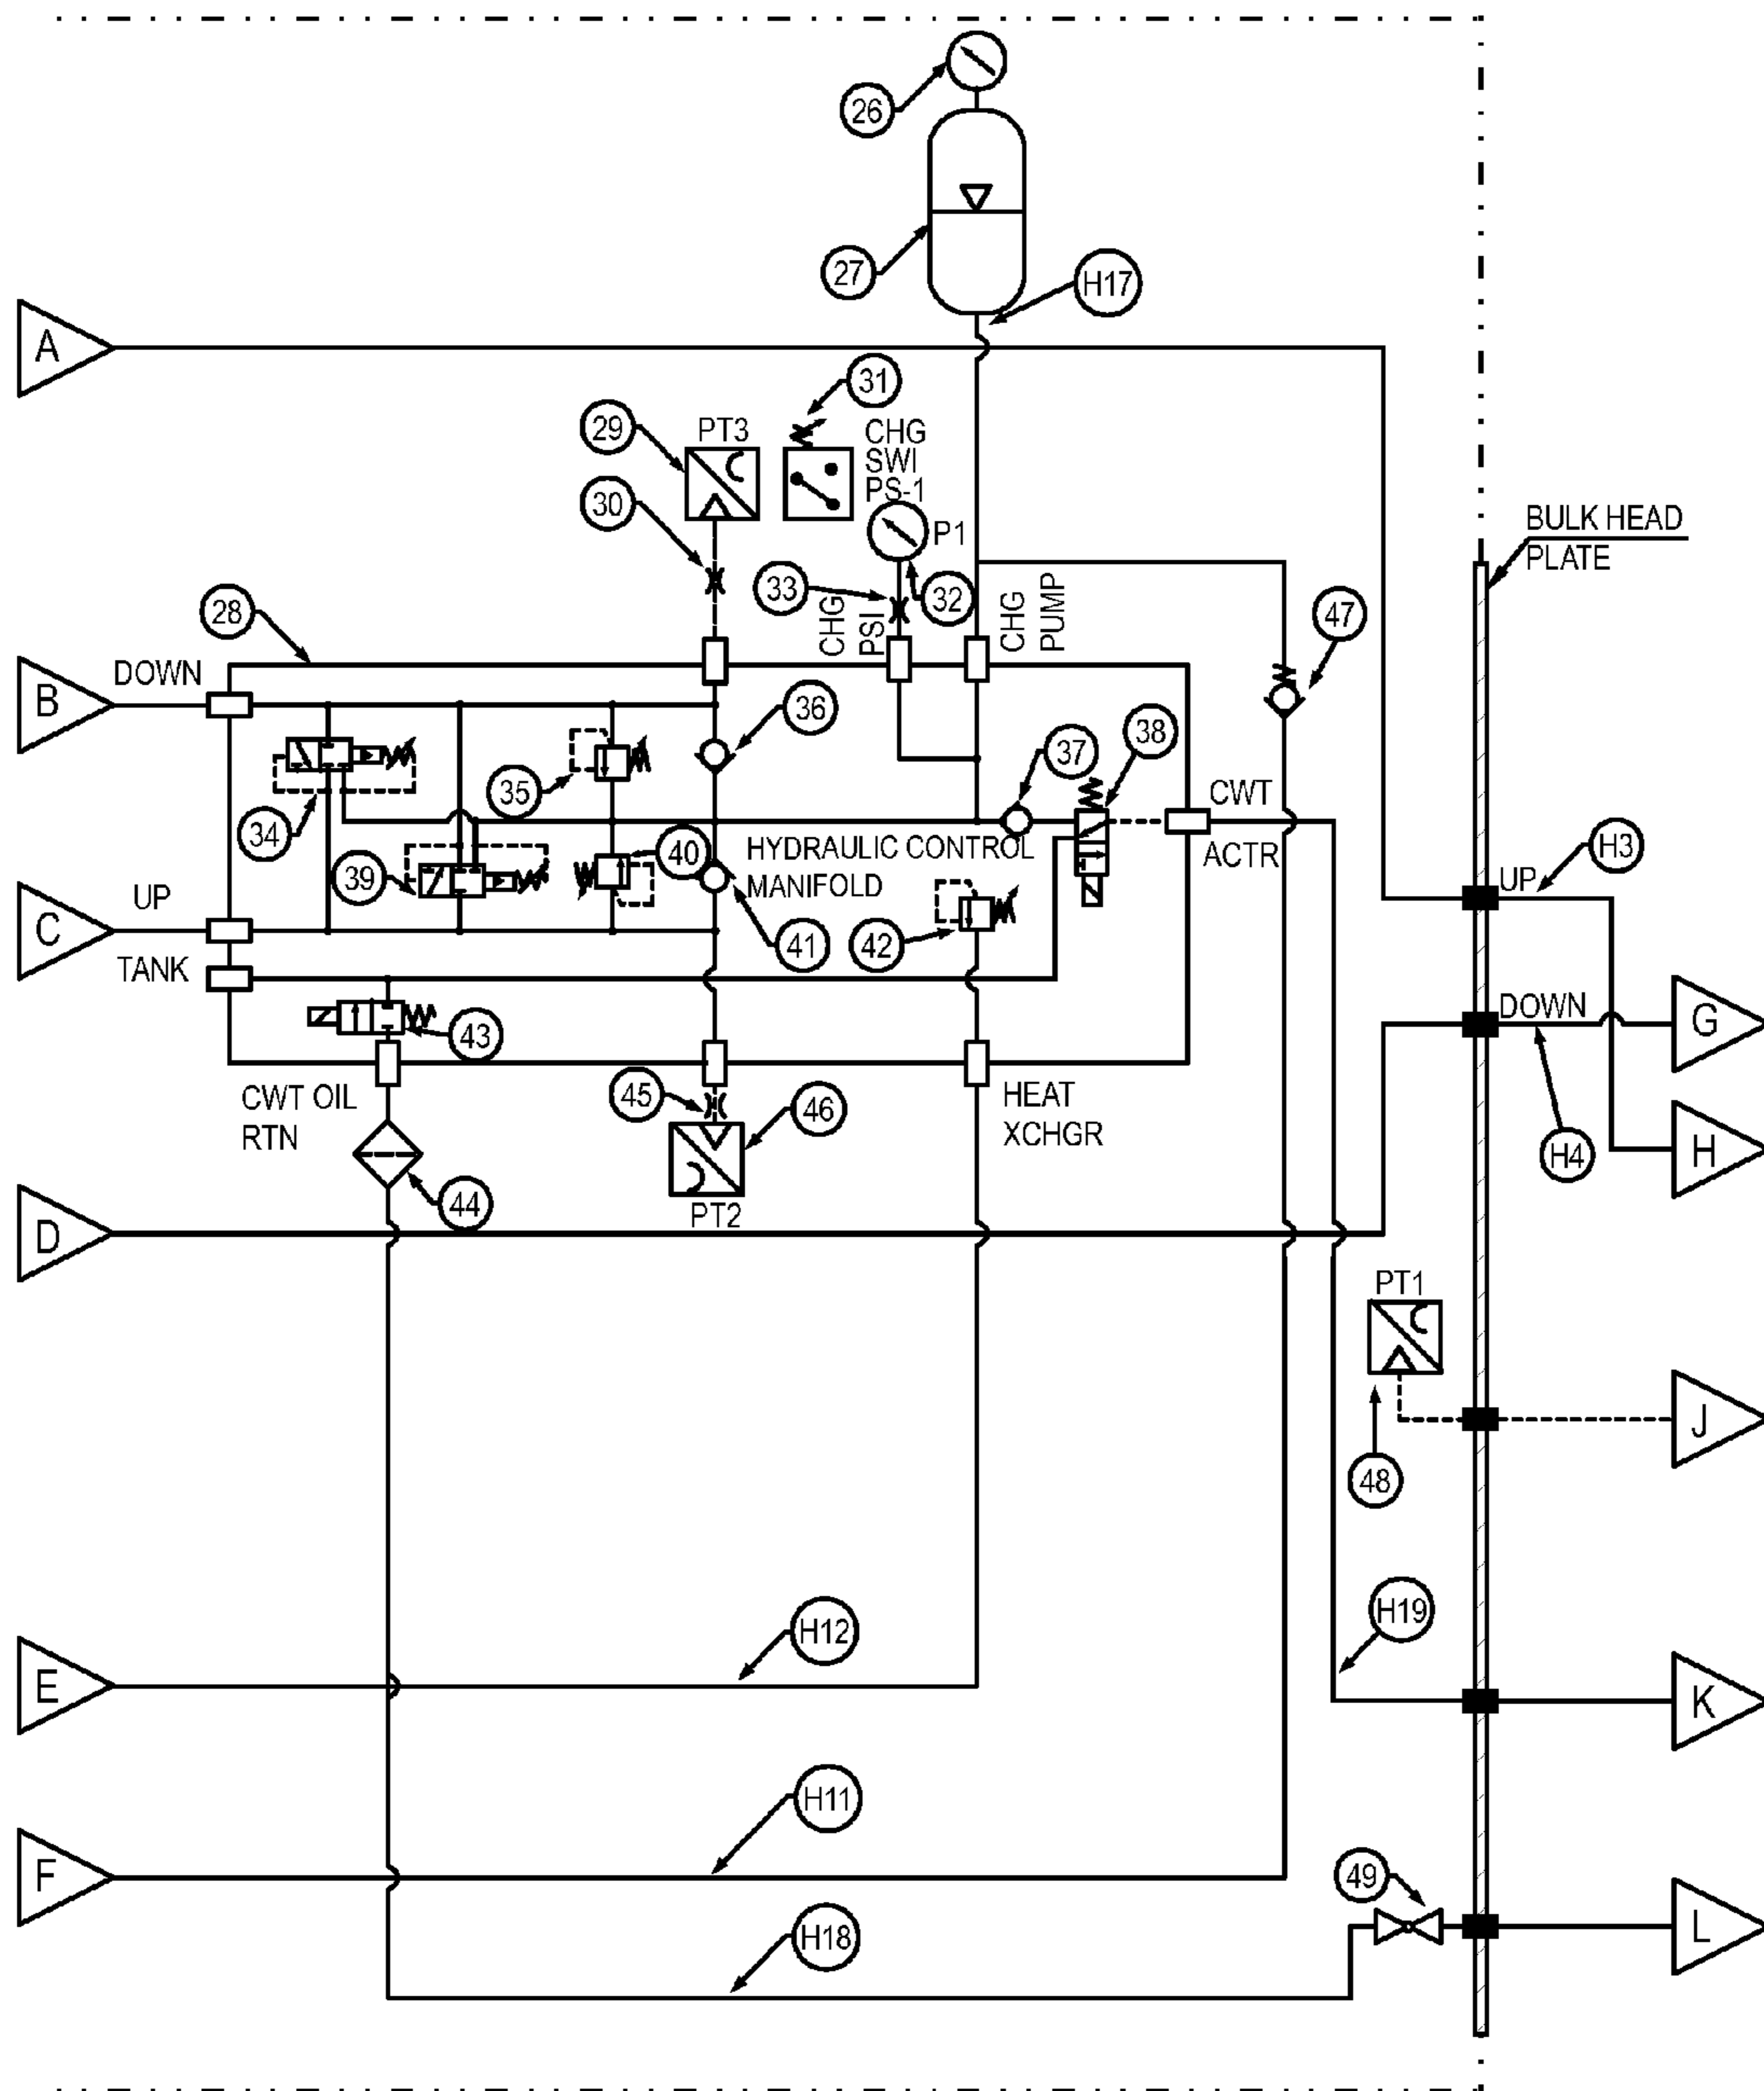 26
27
H17
A
31
29
PT3
CHG
SWI
PS-1
30
P1
BULK HEAD
PLATE
33
32
CHG
PSI
CHG
PUMP
28
47
DOWN
B
36
38
37
35
CWT
34
40
HYDRAULIC CONTROL
ACTR
H3
39
MANIFOLD
UP
UP
C
41
42
TANK
DOWN
G
43
CWT OIL
RTN
45
46
HEAT
XCHGR
H4
H
44
PT2
D
PT1
J
48
H19
H12
E
K
H11
F
49
H18
L